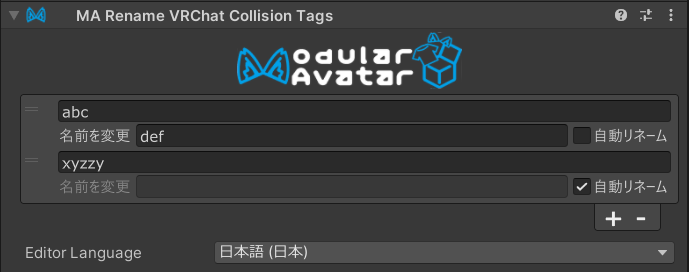 MA Rename VRChat Collision Tags
Modular
Avatar
abc
名前を変更 def 自動リネーム
xyzzy
名前を変更 自動リネーム
Editor Language 日本語 (日本)